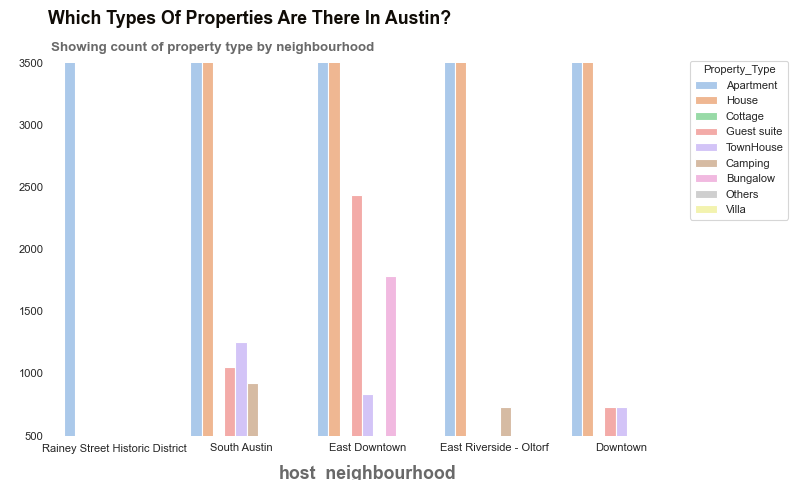 Which Types Of Properties Are There In Austin?
Showing count of property type by neighbourhood
3500
3000
2500
2000
1500
1000
500
Rainey Street Historic District
South Austin
East Downtown
East Riverside - Oltorf
Downtown
host_neighbourhood
Property_Type
Apartment
House
Cottage
Guest suite
TownHouse
Camping
Bungalow
Others
Villa